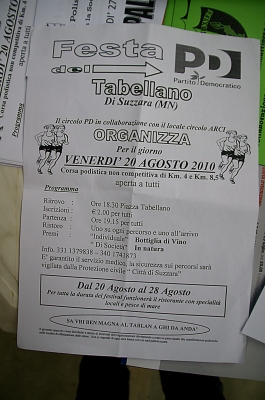 Festa
del
Tabellano
Di Suzzara (MN)
PD
Partito Democratico
Il circolo PD in collaborazione con il locale circolo ARCI
ORGANIZZA
Per il giorno
VENERDI' 20 AGOSTO 2010
Corsa podistica non competitiva di Km. 4 e Km. 8,5
aperta a tutti
Programma
Ritrovo : Ore 18.30 Piazza Tabellano
Iscrizioni : € 2,00 per tutti
Partenza : Ore 19.15 per tutti
Ristoro : Uno su ogni percorso e uno all'arrivo
Premi : "Individuale" Bottiglia di Vino
" Di Società" In natura
Info. 331 1379838 – 340 1741873
E' garantito il servizio medico, la sicurezza sui percorsi sarà
vigilata dalla Protezione civile " Città di Suzzara"
Dal 20 Agosto al 28 Agosto
Per tutta la durata dei festival funzionerà il ristorante con specialità
locali e pesce di mare
SA VRI BEN MAGNA AL TABLAN A GHI DA ANDA'